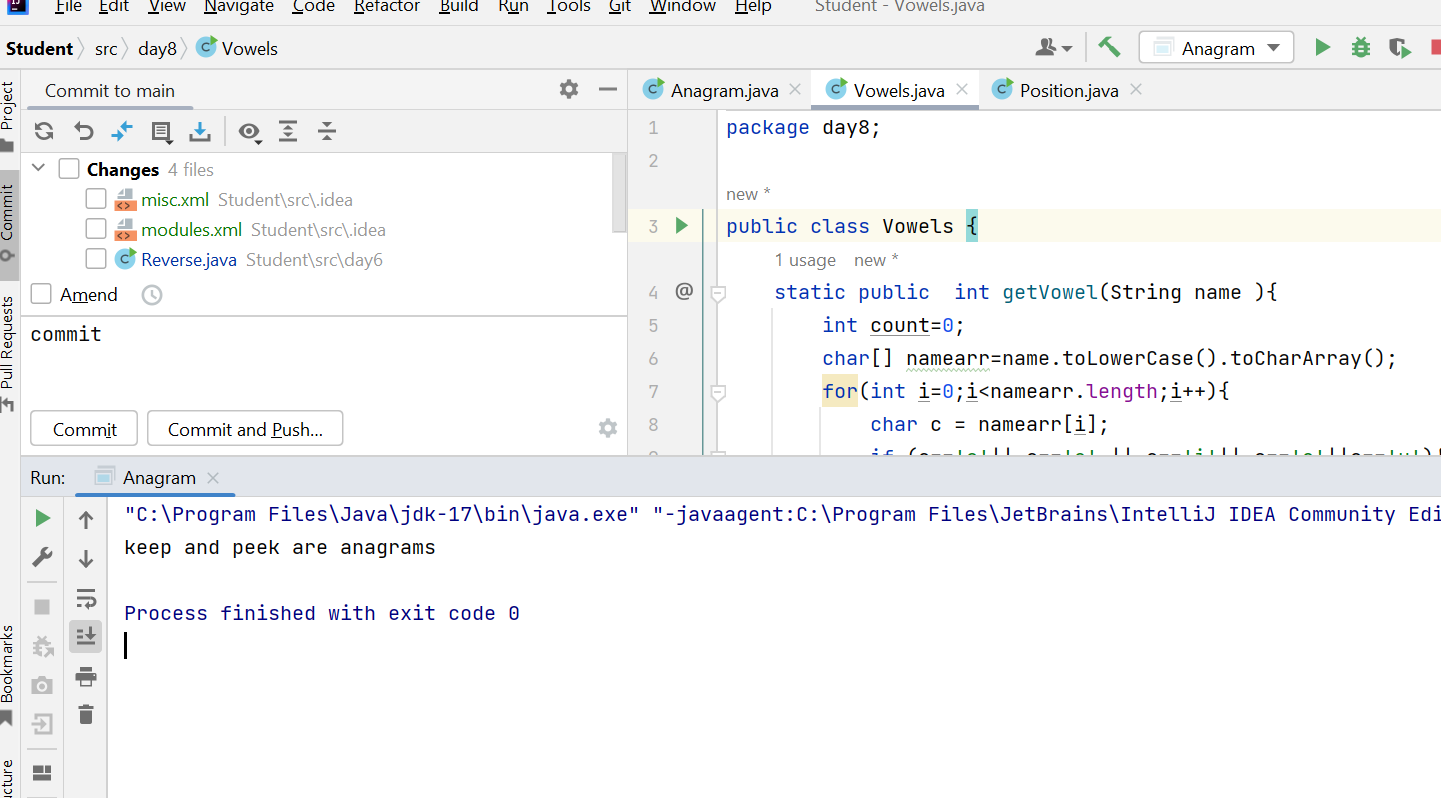 File Edit View Navigate Code Refactor Build Run Tools Git Window Help Student - Vowels.java
Student src day8 Vowels
Anagram
Project
Commit
Pull Requests
Bookmarks
Commit to main
Changes 4 files
misc.xml Student\src\.idea
modules.xml Student\src\.idea
Reverse.java Student\src\day6
Amend
commit
Commit Commit and Push...
Anagram.java Vowels.java Position.java
1 package day8;
2
new *
3 public class Vowels {
1 usage new *
4 @ static public int getVowel(String name ){
5 int count=0;
6 char[] namearr=name.toLowerCase().toCharArray();
7 for(int i=0;i<namearr.length;i++){
8 char c = namearr[i];
Run: Anagram
"C:\Program Files\Java\jdk-17\bin\java.exe" "-javaagent:C:\Program Files\JetBrains\IntelliJ IDEA Community Edi
keep and peek are anagrams
Process finished with exit code 0